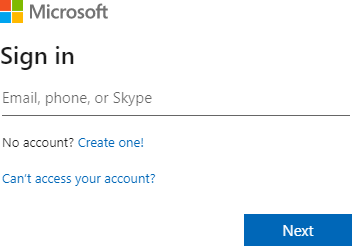 Microsoft
Sign in
Email, phone, or Skype
No account? Create one!
Can't access your account?
Next